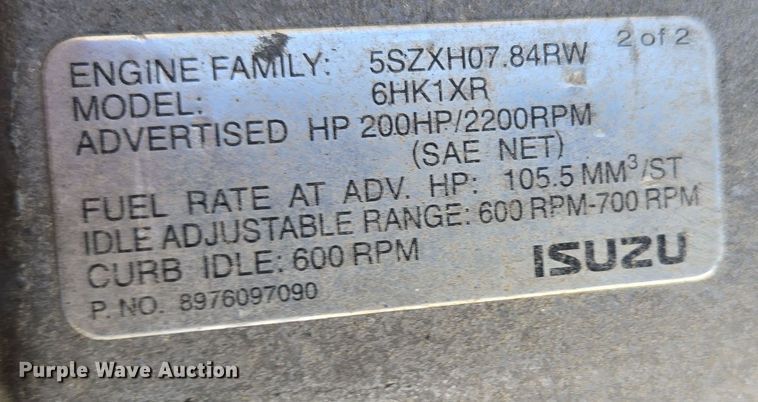 2 of 2
ENGINE FAMILY: 5SZXH07.84RW
MODEL: 6HK1XR
ADVERTISED HP 200HP/2200RPM
(SAE NET)
FUEL RATE AT ADV. HP: 105.5 MM³/ST
IDLE ADJUSTABLE RANGE: 600 RPM-700 RPM
CURB IDLE: 600 RPM
ISUZU
P. NO. 8976097090
Purple Wave Auction